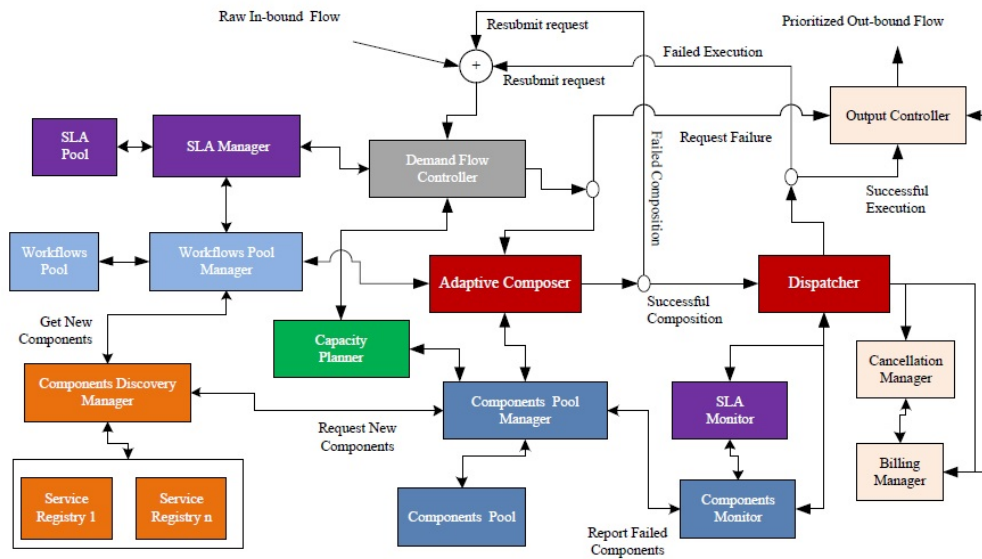 Raw In-bound Flow
Resubmit request
Prioritized Out-bound Flow
Failed Execution
+
Resubmit request
SLA
Pool
SLA Manager
Demand Flow
Controller
Request Failure
Output Controller
Failed Composition
Successful
Execution
Workflows
Pool
Workflows Pool
Manager
Adaptive Composer
Successful
Composition
Dispatcher
Get New
Components
Capacity
Planner
Cancellation
Manager
Components Discovery
Manager
Components Pool
Manager
SLA
Monitor
Request New
Components
Billing
Manager
Service
Registry 1
Service
Registry n
Components Pool
Components
Monitor
Report Failed
Components